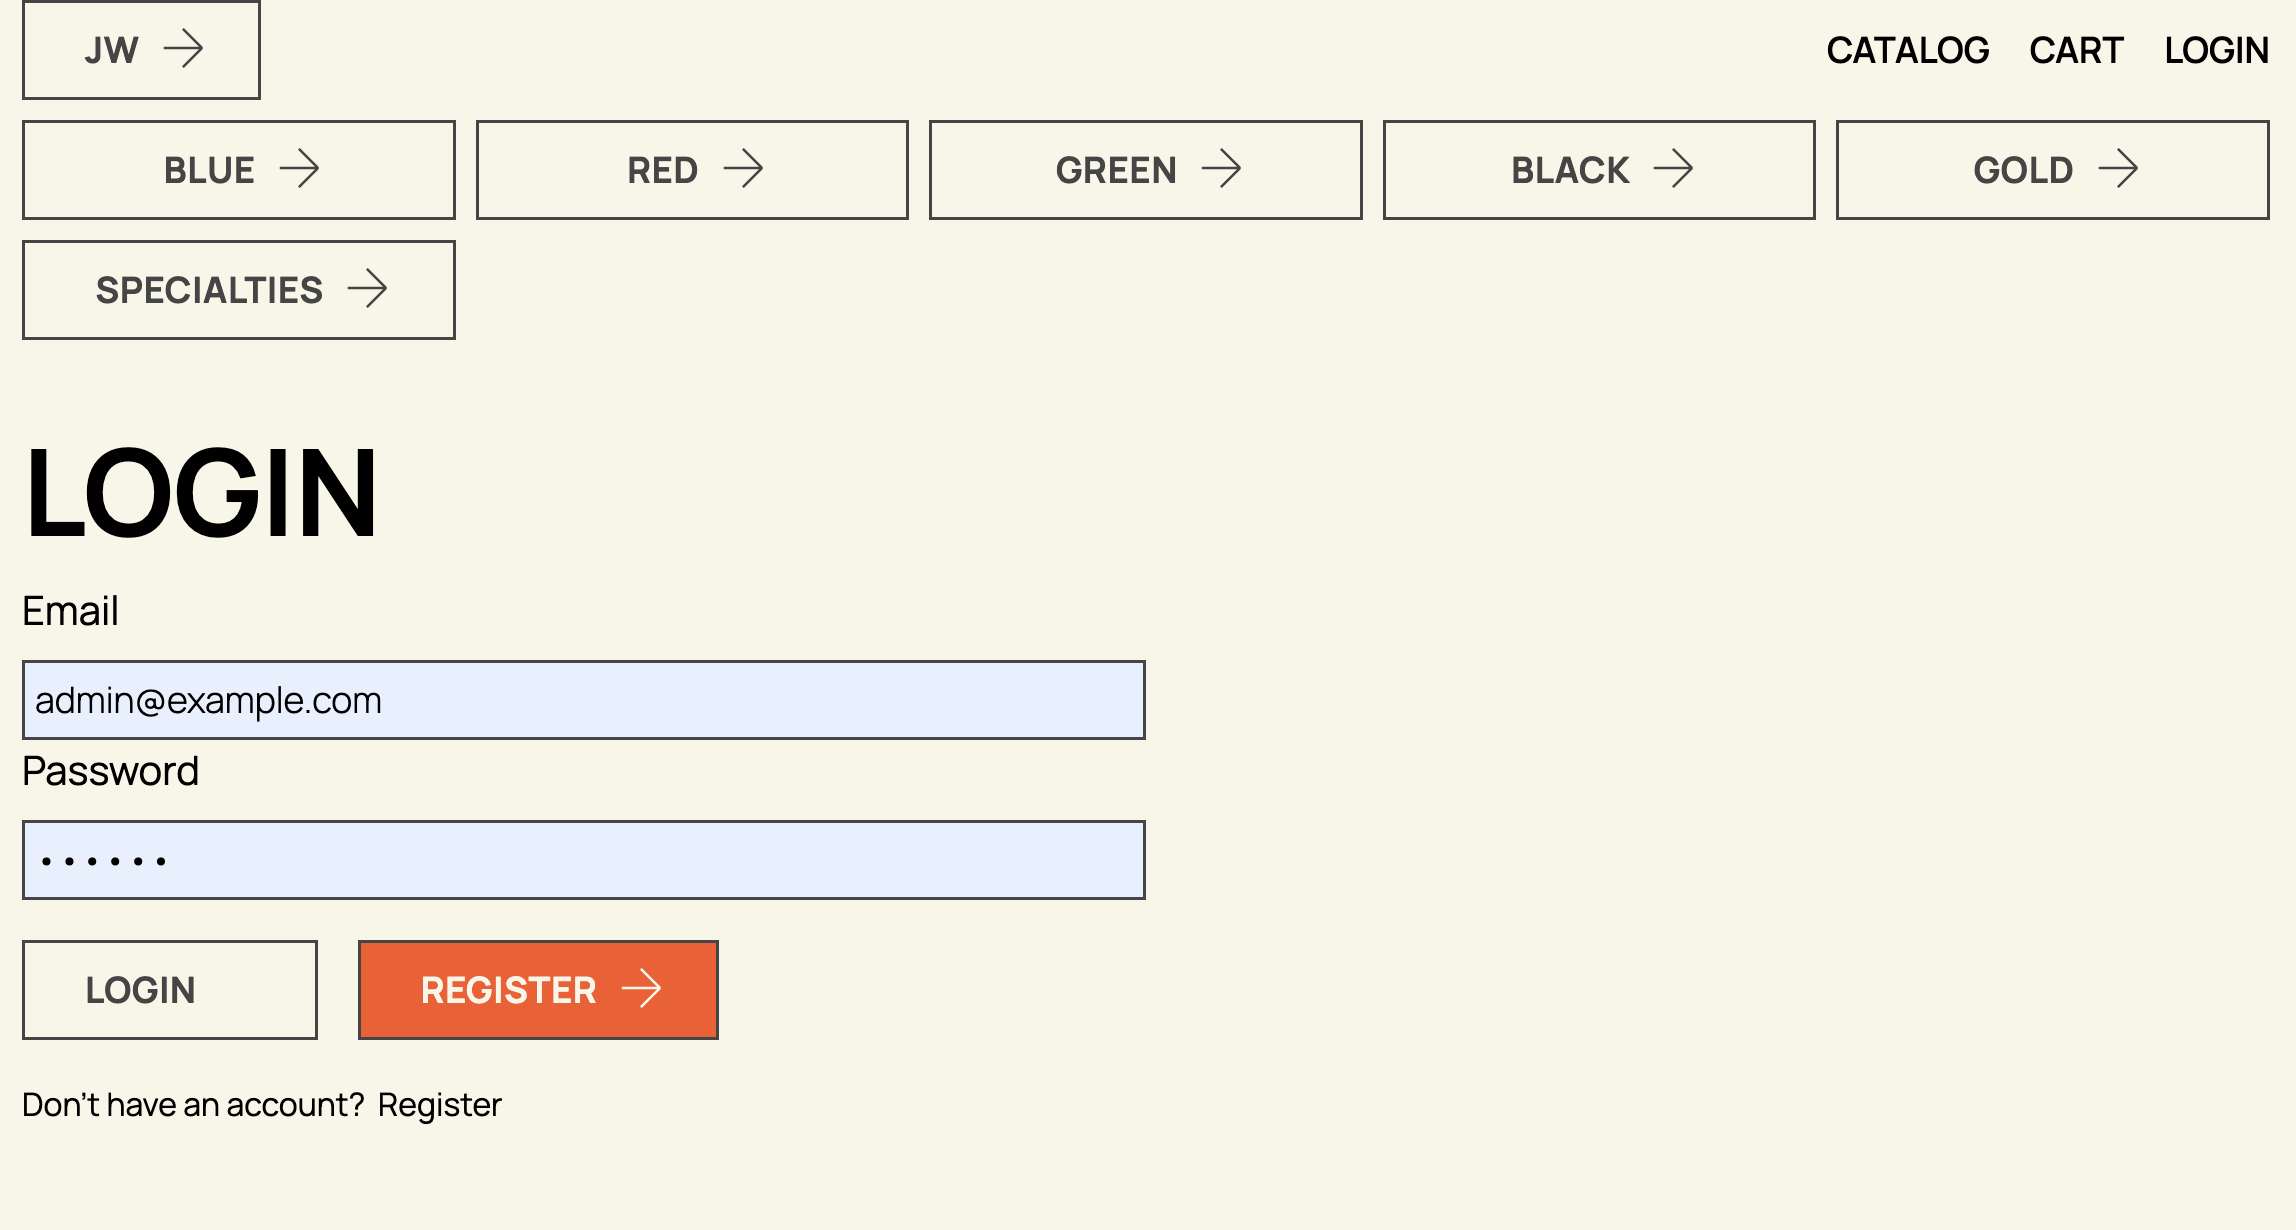 JW CATALOG CART LOGIN
BLUE RED GREEN BLACK GOLD
SPECIALTIES
LOGIN
Email
admin@example.com
Password
••••••
LOGIN REGISTER
Don't have an account? Register